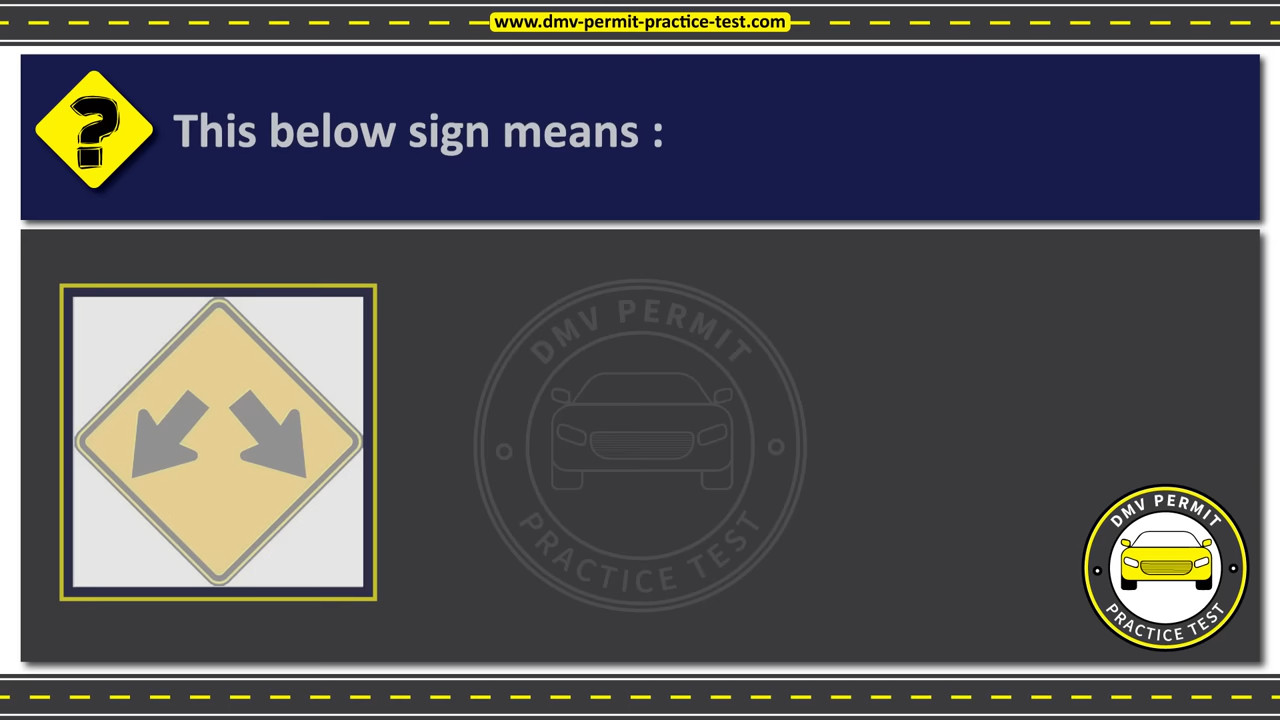 www.dmv-permit-practice-test.com
?
This below sign means :
DMV PERMIT
PRACTICE TEST
DMV PERMIT
PRACTICE TEST